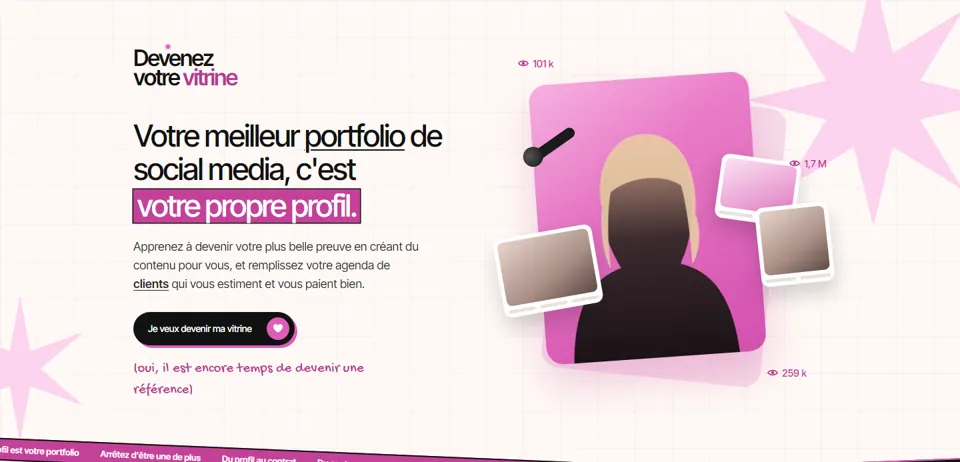 Devenez
votre vitrine
Votre meilleur portfolio de
social media, c'est
votre propre profil.
Apprenez à devenir votre plus belle preuve en créant du
contenu pour vous, et remplissez votre agenda de
clients qui vous estiment et vous paient bien.
Je veux devenir ma vitrine
(oui, il est encore temps de devenir une
référence)
101 k
1,7 M
259 k
est votre portfolio
Arrêtez d'être une de plus
Du profil au contrat